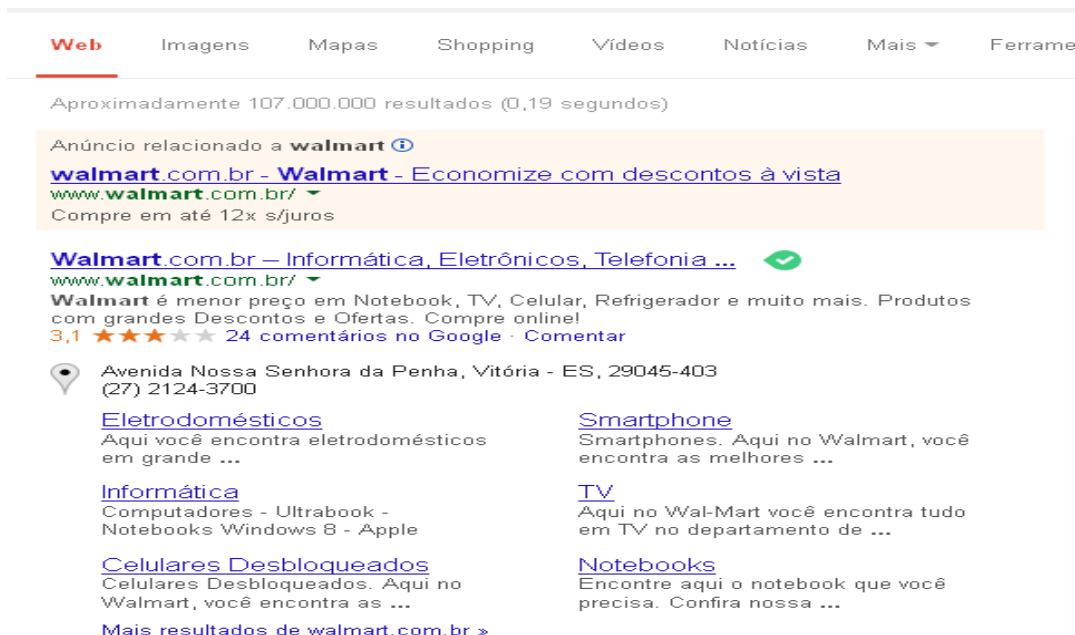 Web Imagens Mapas Shopping Vídeos Notícias Mais Ferrame
Aproximadamente 107.000.000 resultados (0,19 segundos)
Anúncio relacionado a walmart
walmart.com.br - Walmart - Economize com descontos à vista
www.walmart.com.br/
Compre em até 12x s/juros
Walmart.com.br – Informática, Eletrônicos, Telefonia ...
www.walmart.com.br/
Walmart é menor preço em Notebook, TV, Celular, Refrigerador e muito mais. Produtos
com grandes Descontos e Ofertas. Compre online!
3,1 24 comentários no Google · Comentar
Avenida Nossa Senhora da Penha, Vitória - ES, 29045-403
(27) 2124-3700
Eletrodomésticos
Aqui você encontra eletrodomésticos
em grande ...
Smartphone
Smartphones. Aqui no Walmart, você
encontra as melhores ...
Informática
Computadores - Ultrabook -
Notebooks Windows 8 - Apple
TV
Aqui no Wal-Mart você encontra tudo
em TV no departamento de ...
Celulares Desbloqueados
Celulares Desbloqueados. Aqui no
Walmart, você encontra as ...
Notebooks
Encontre aqui o notebook que você
precisa. Confira nossa ...
Mais resultados de walmart.com.br »